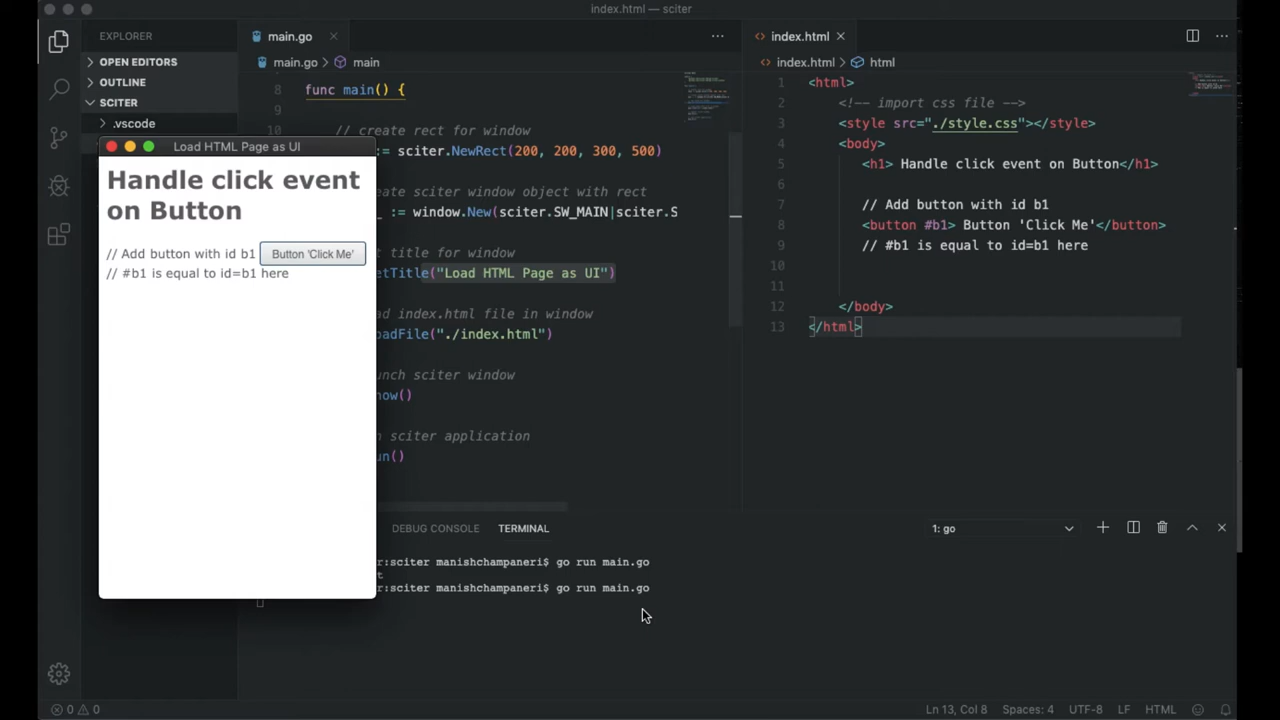 index.html — sciter
EXPLORER
OPEN EDITORS
OUTLINE
SCITER
.vscode
Load HTML Page as UI
Handle click event
on Button
// Add button with id b1 Button 'Click Me'
// #b1 is equal to id=b1 here
main.go
main.go > main
8 func main() {
9
10 // create rect for window
:= sciter.NewRect(200, 200, 300, 500)
eate sciter window object with rect
_ := window.New(sciter.SW_MAIN|sciter.S
t title for window
etTitle("Load HTML Page as UI")
ad index.html file in window
oadFile("./index.html")
unch sciter window
how()
n sciter application
un()
index.html
index.html > html
1 <html>
2 <!-- import css file -->
3 <style src="./style.css"></style>
4 <body>
5 <h1> Handle click event on Button</h1>
6
7 // Add button with id b1
8 <button #b1> Button 'Click Me'</button>
9 // #b1 is equal to id=b1 here
10
11
12 </body>
13 </html>
DEBUG CONSOLE TERMINAL
1: go
r:sciter manishchampaneri$ go run main.go
t
r:sciter manishchampaneri$ go run main.go
0 0
Ln 13, Col 8 Spaces: 4 UTF-8 LF HTML